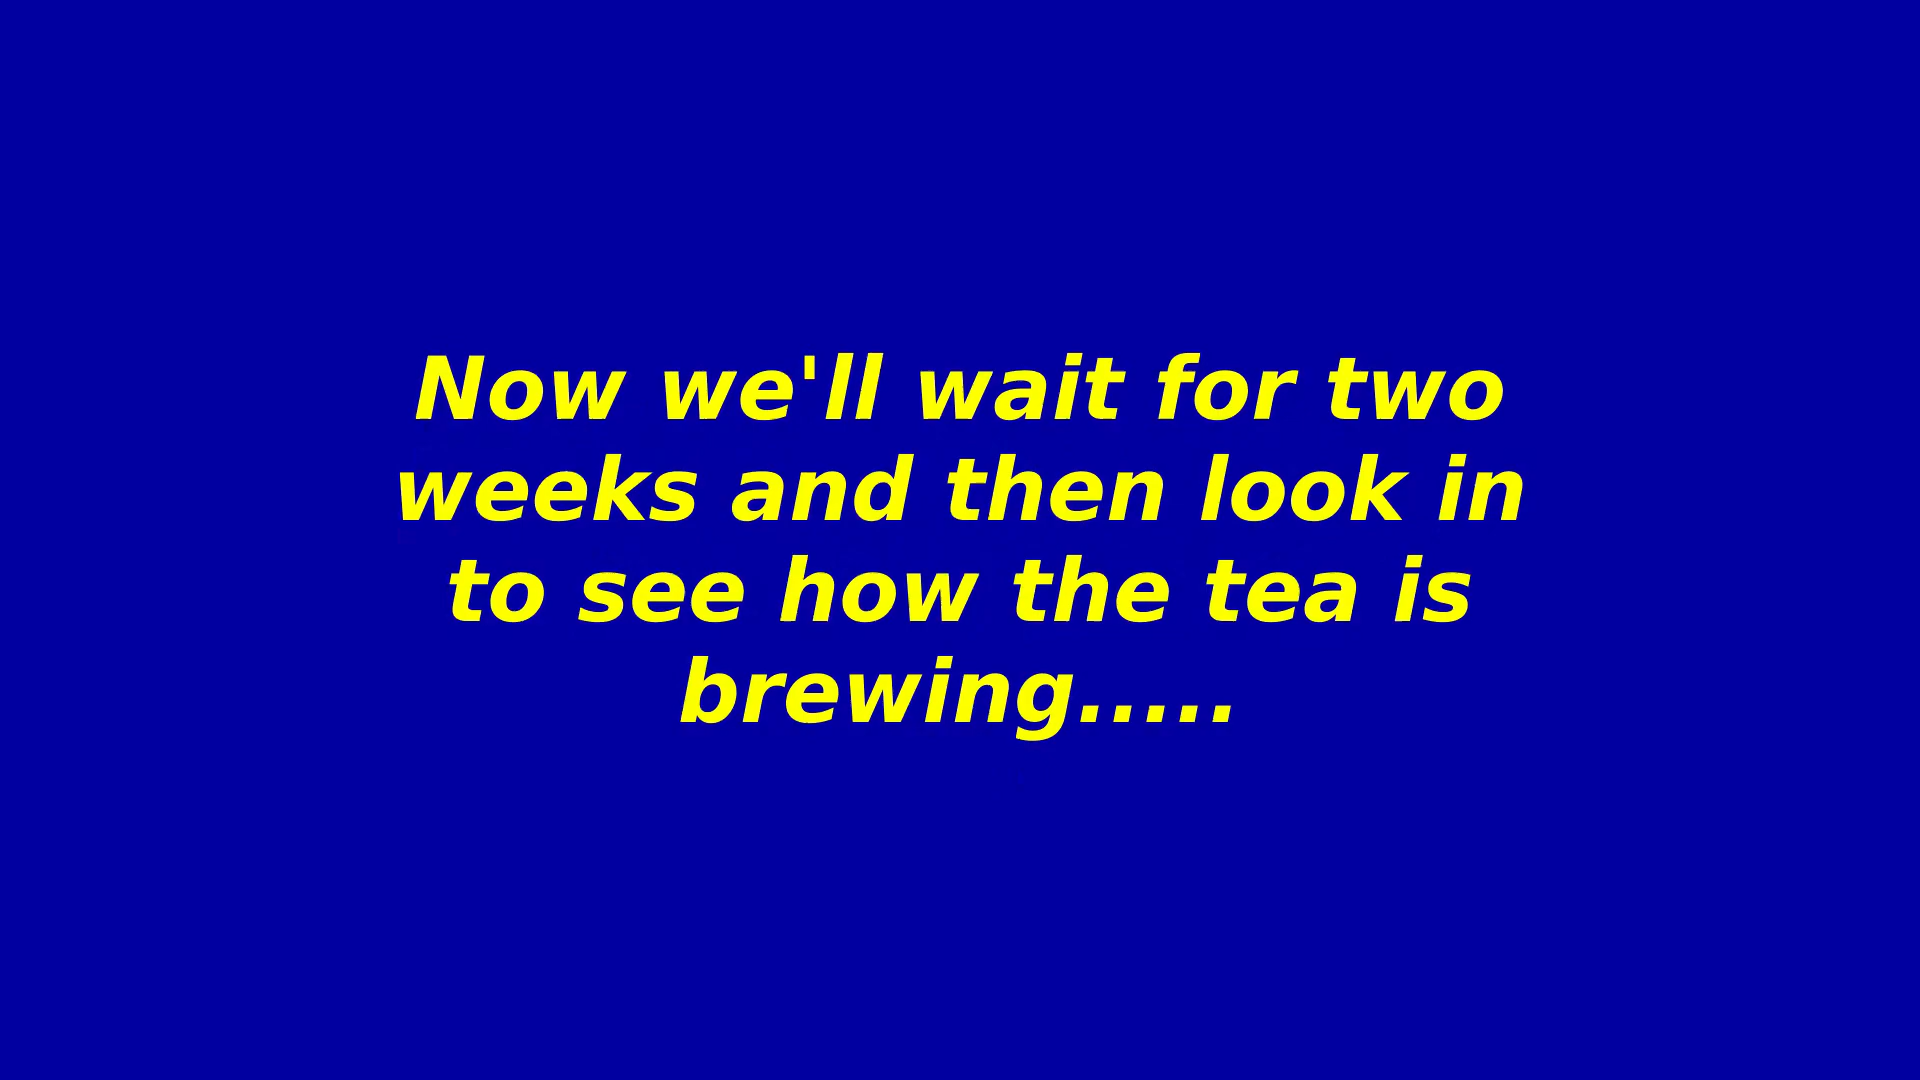 Now we'll wait for two
weeks and then look in
to see how the tea is
brewing.....